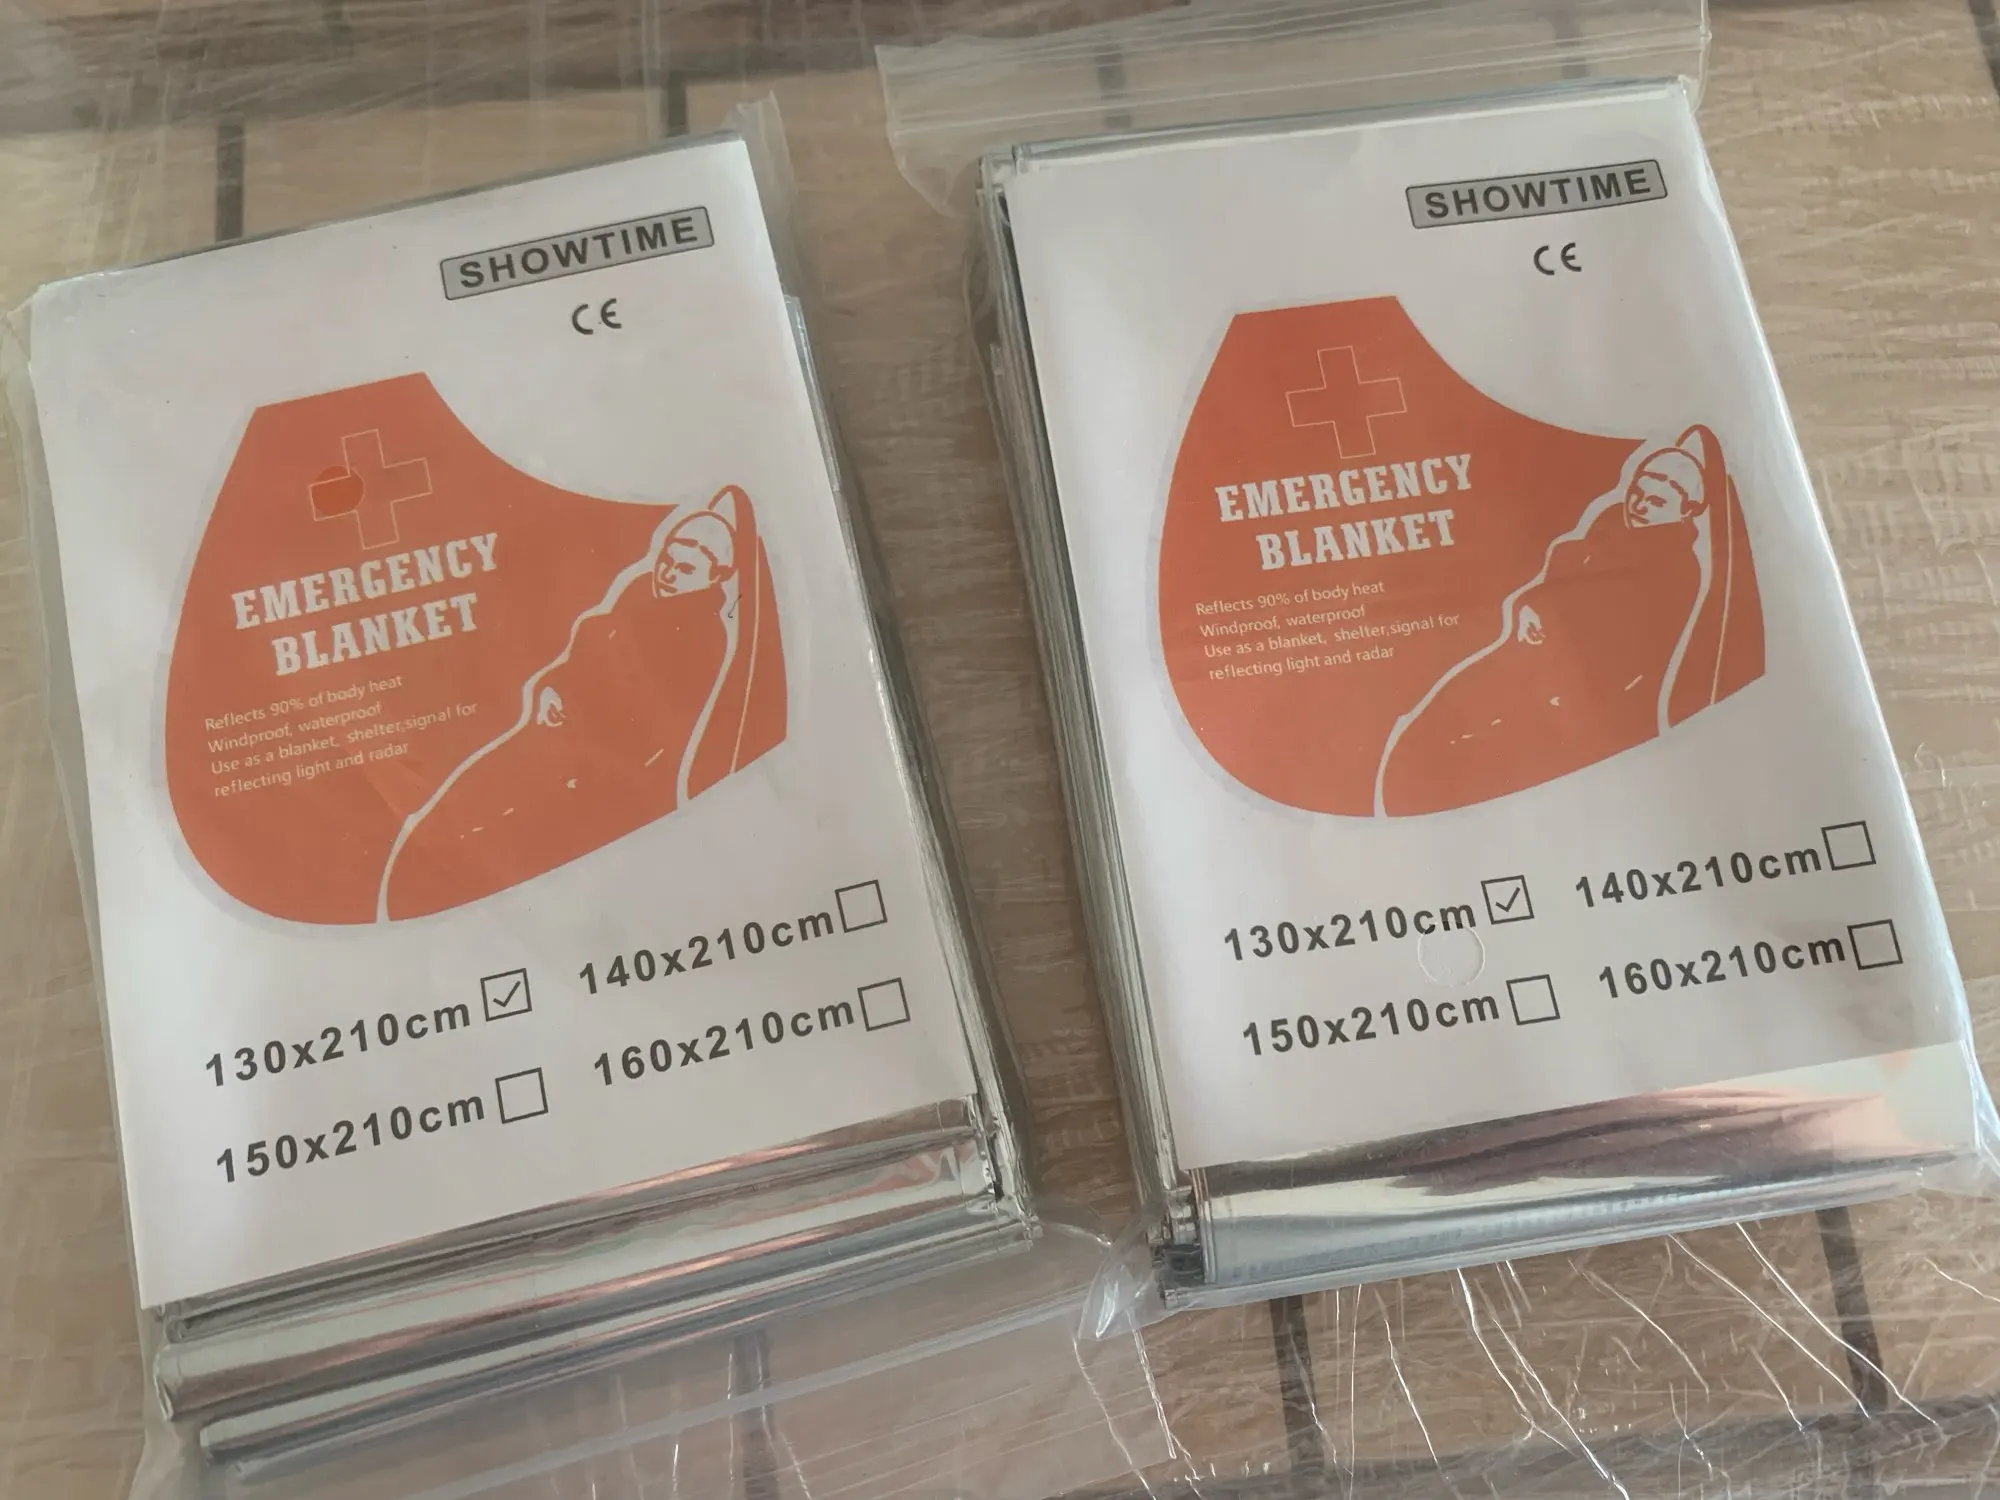 SHOWTIME
CE
EMERGENCY
BLANKET
Reflects 90% of body heat
Windproof, waterproof
Use as a blanket, shelter,signal for
reflecting light and radar
130x210cm 140x210cm
150x210cm 160x210cm
SHOWTIME
CE
EMERGENCY
BLANKET
Reflects 90% of body heat
Windproof, waterproof
Use as a blanket, shelter,signal for
reflecting light and radar
130x210cm 140x210cm
150x210cm 160x210cm